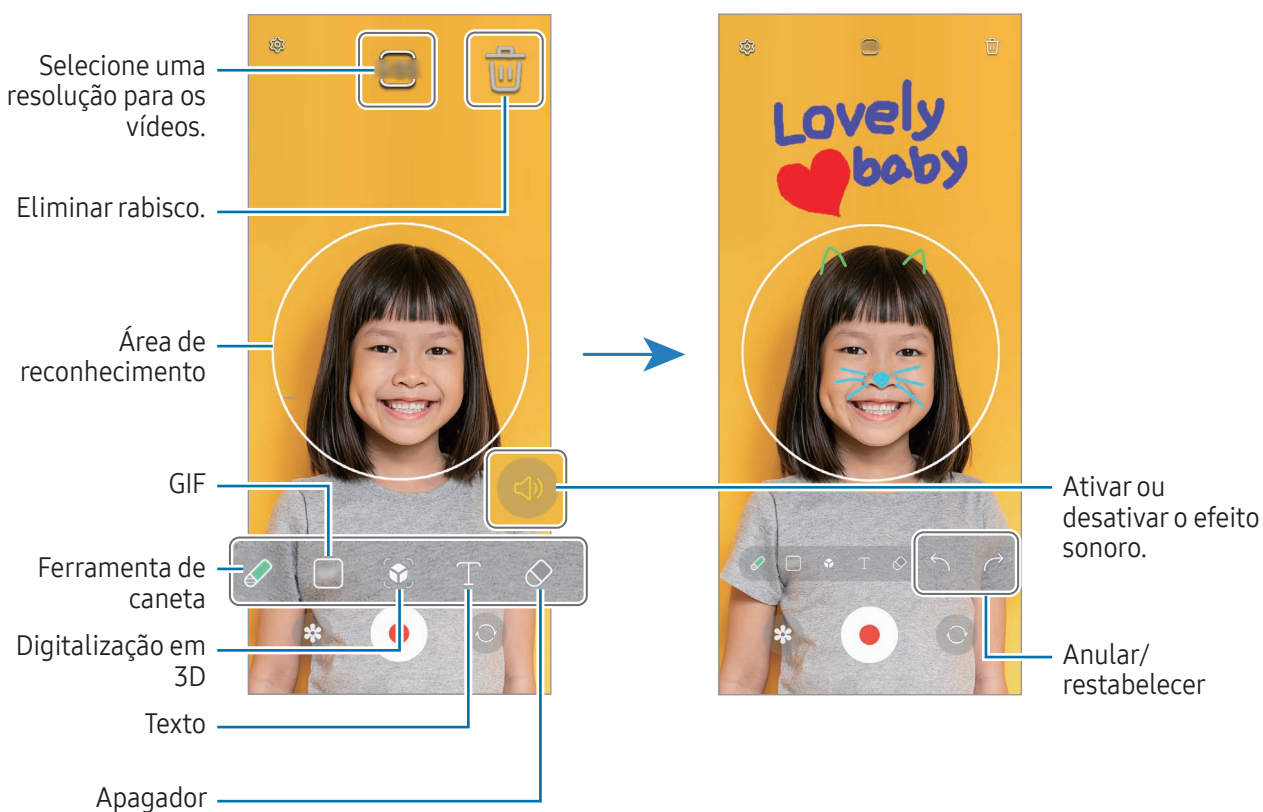 Selecione uma
resolução para os
vídeos.
Eliminar rabisco.
Área de
reconhecimento
GIF
Ferramenta de
caneta
Digitalização em
3D
Texto
Apagador
T
Lovely
baby
T
Ativar ou
desativar o efeito
sonoro.
Anular/
restabelecer